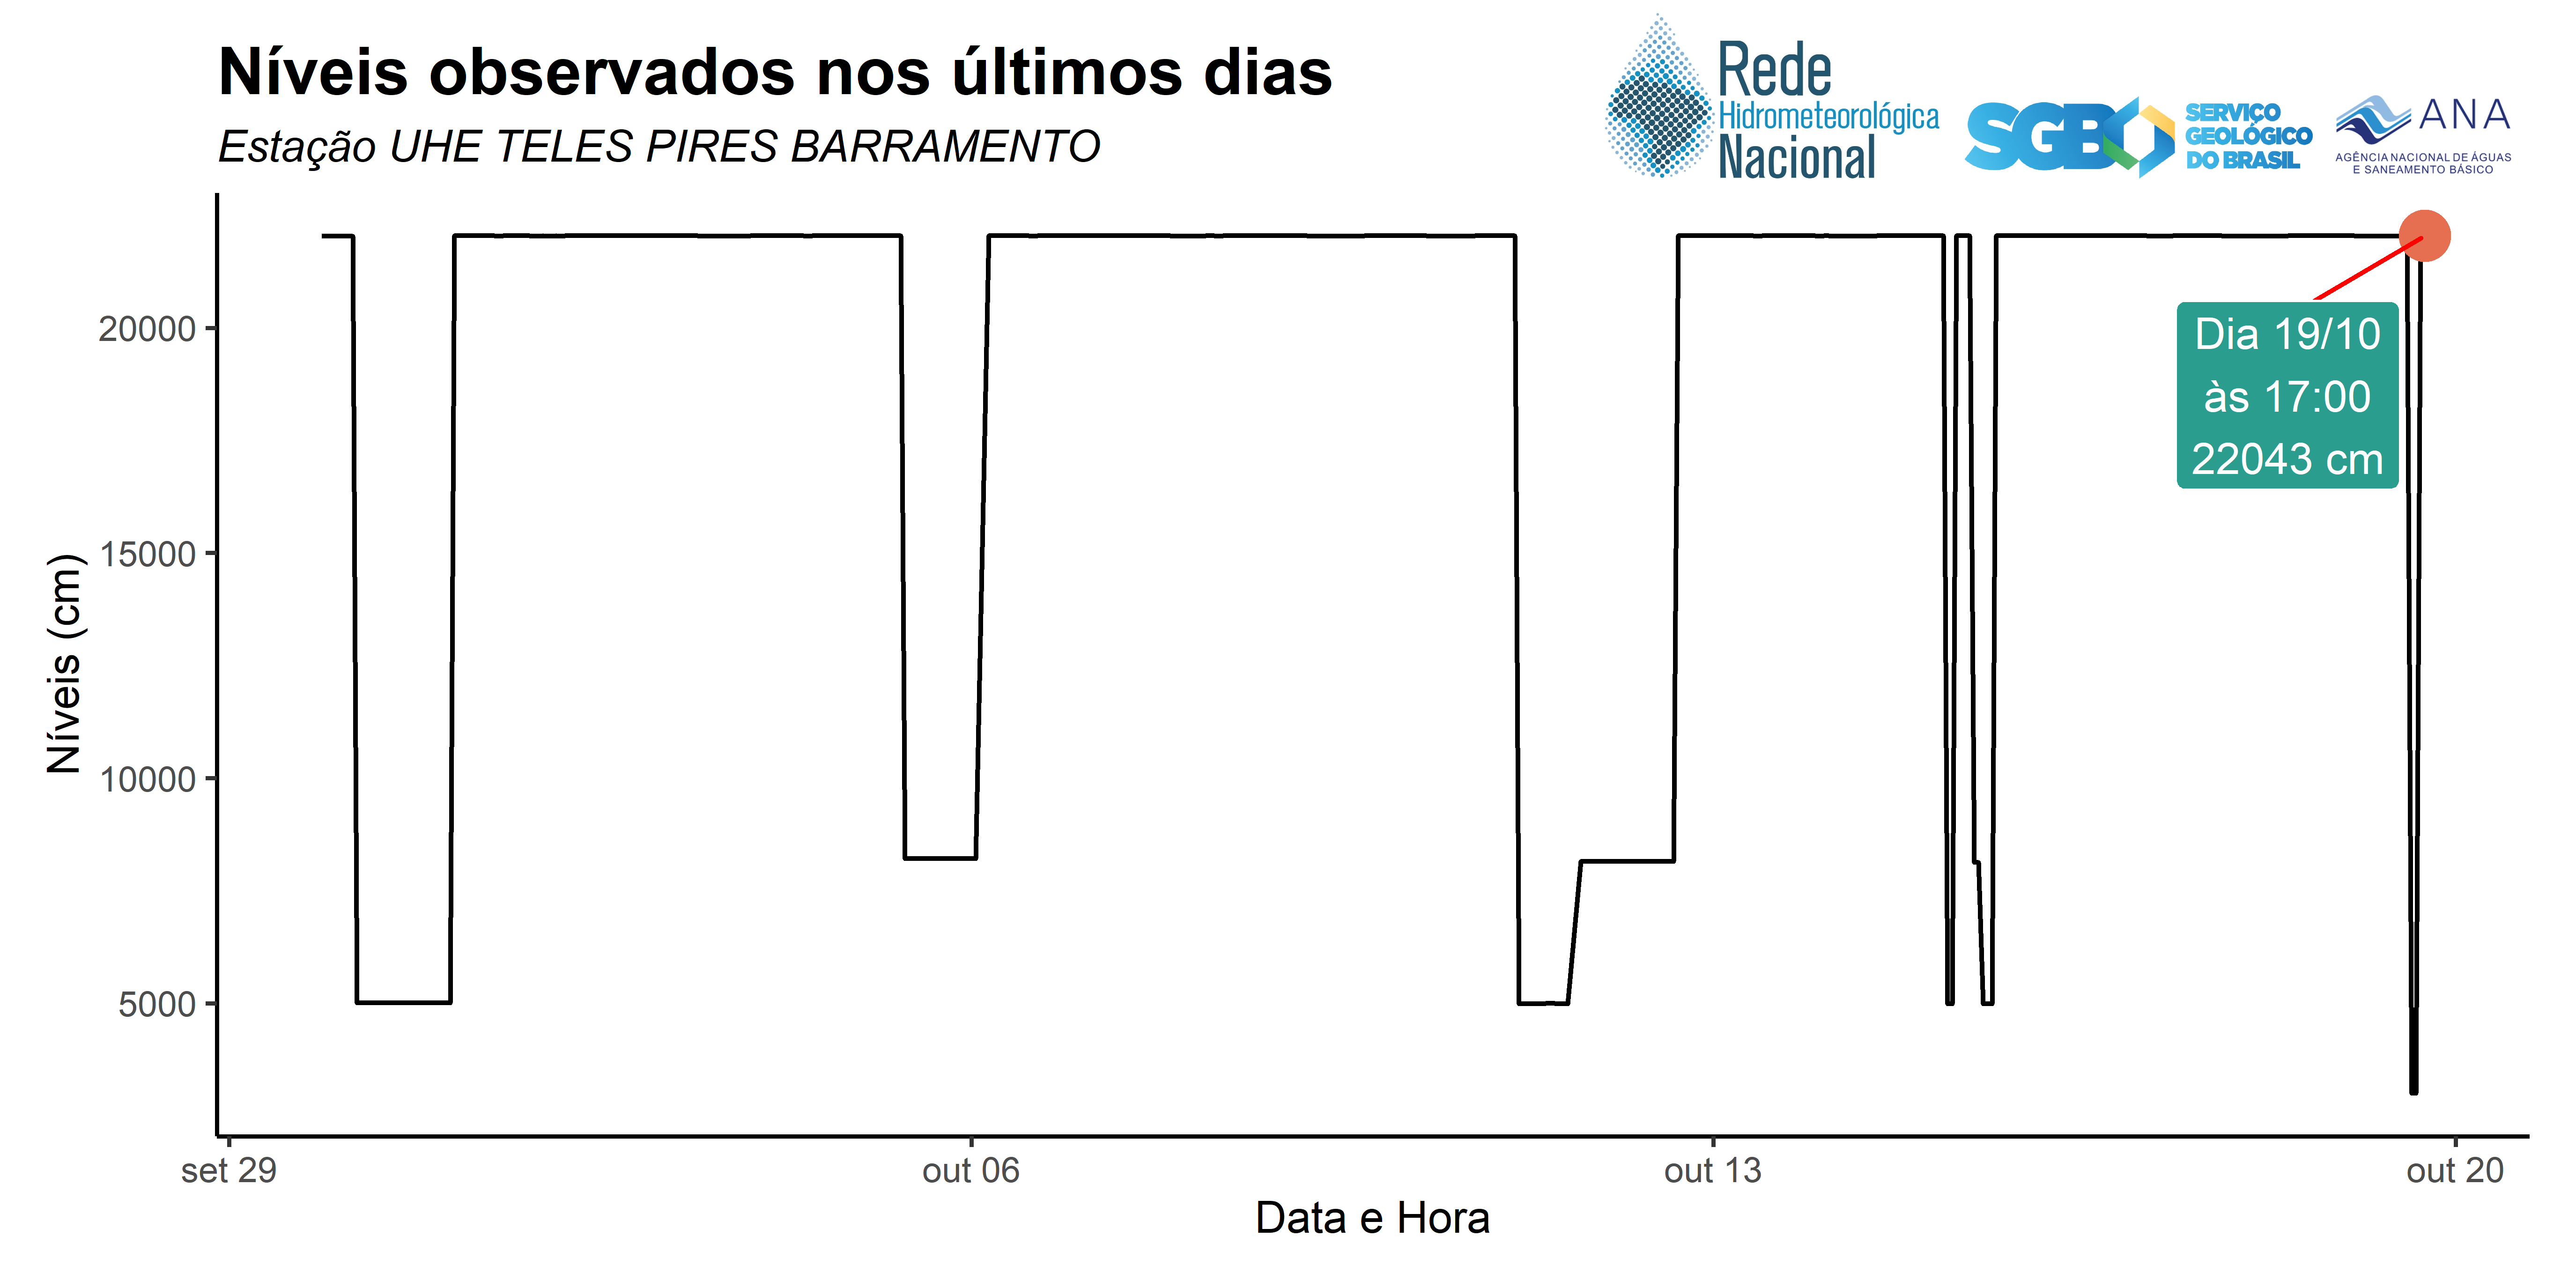 Níveis observados nos últimos dias
Estação UHE TELES PIRES BARRAMENTO
Rede
Hidrometeorológica
Nacional
SGB
SERVIÇO
GEOLÓGICO
DO BRASIL
ANA
AGÊNCIA NACIONAL DE ÁGUAS
E SANEAMENTO BÁSICO
Níveis (cm)
20000
15000
10000
5000
Dia 19/10
às 17:00
22043 cm
set 29
out 06
out 13
out 20
Data e Hora